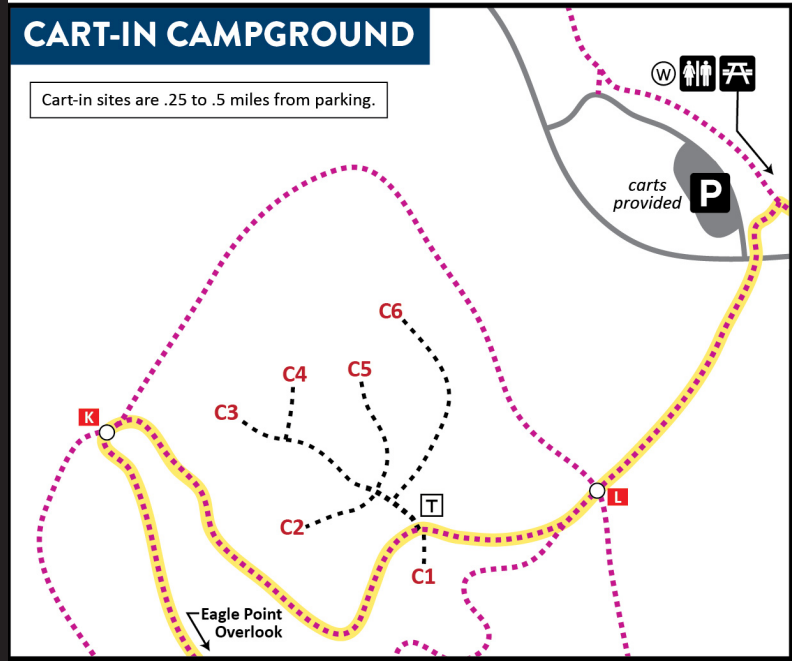 CART-IN CAMPGROUND
Cart-in sites are .25 to .5 miles from parking.
W
carts
provided
P
C6
C4
C5
C3
K
C2
T
L
C1
Eagle Point
Overlook